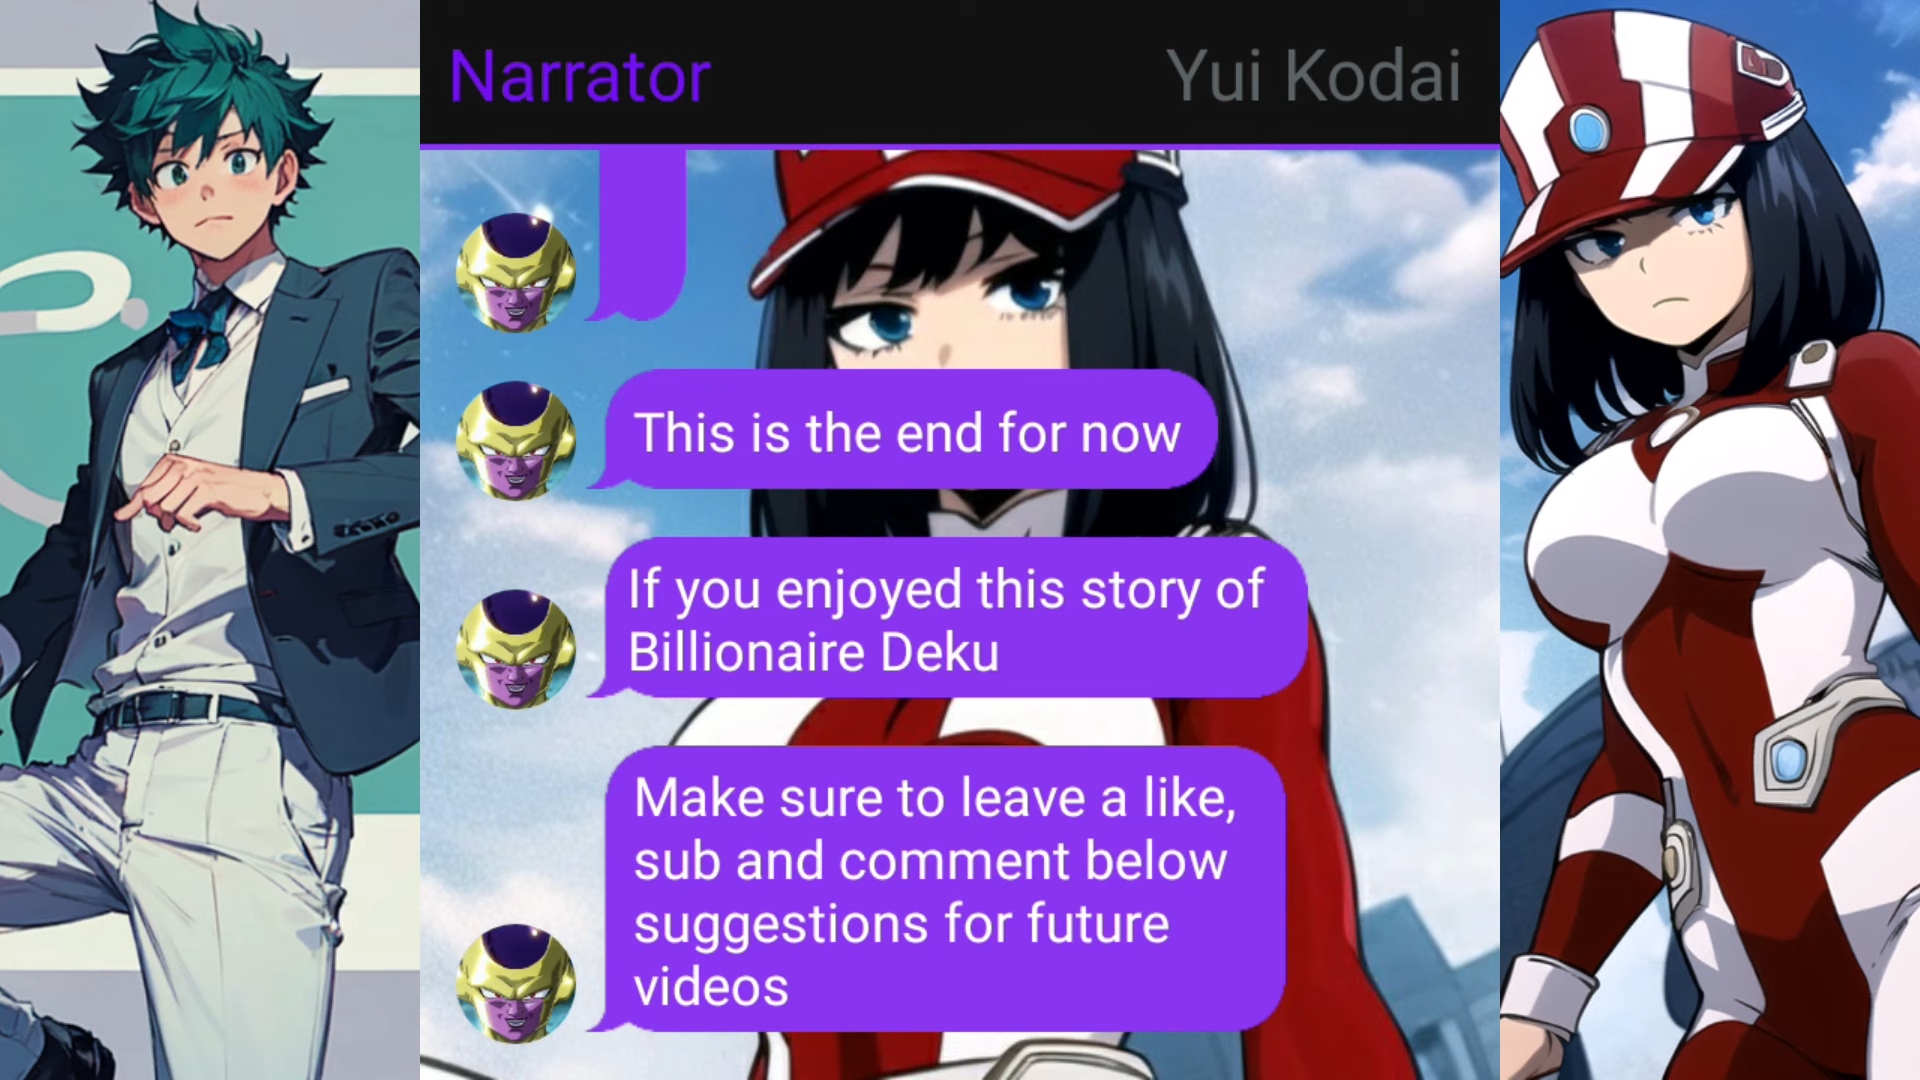 Narrator
Yui Kodai
This is the end for now
If you enjoyed this story of
Billionaire Deku
Make sure to leave a like,
sub and comment below
suggestions for future
videos